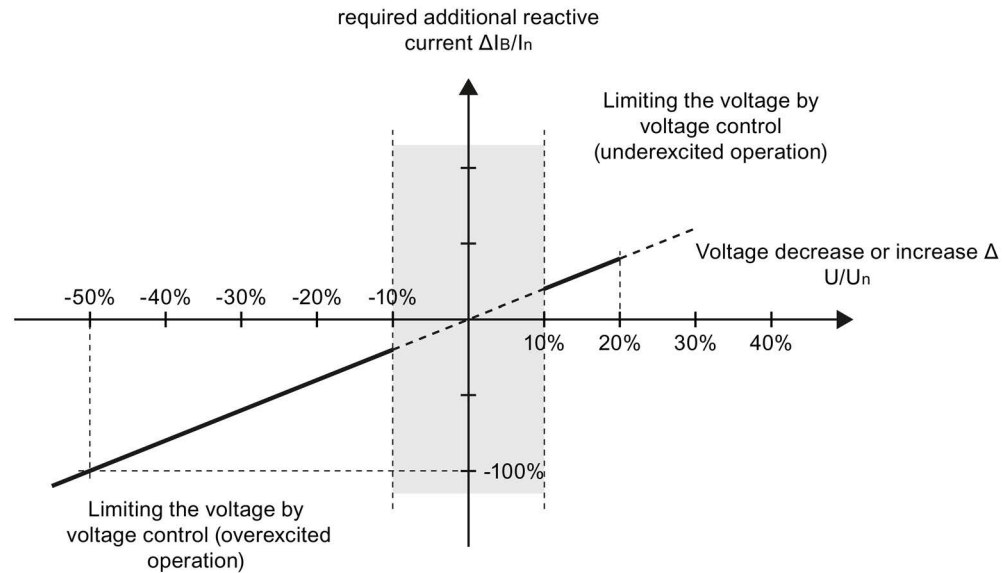 required additional reactive
current ΔIB/In
Limiting the voltage by
voltage control
(underexcited operation)
Voltage decrease or increase Δ
U/Un
-50% -40% -30% -20% -10%
10% 20% 30% 40%
-100%
Limiting the voltage by
voltage control (overexcited
operation)